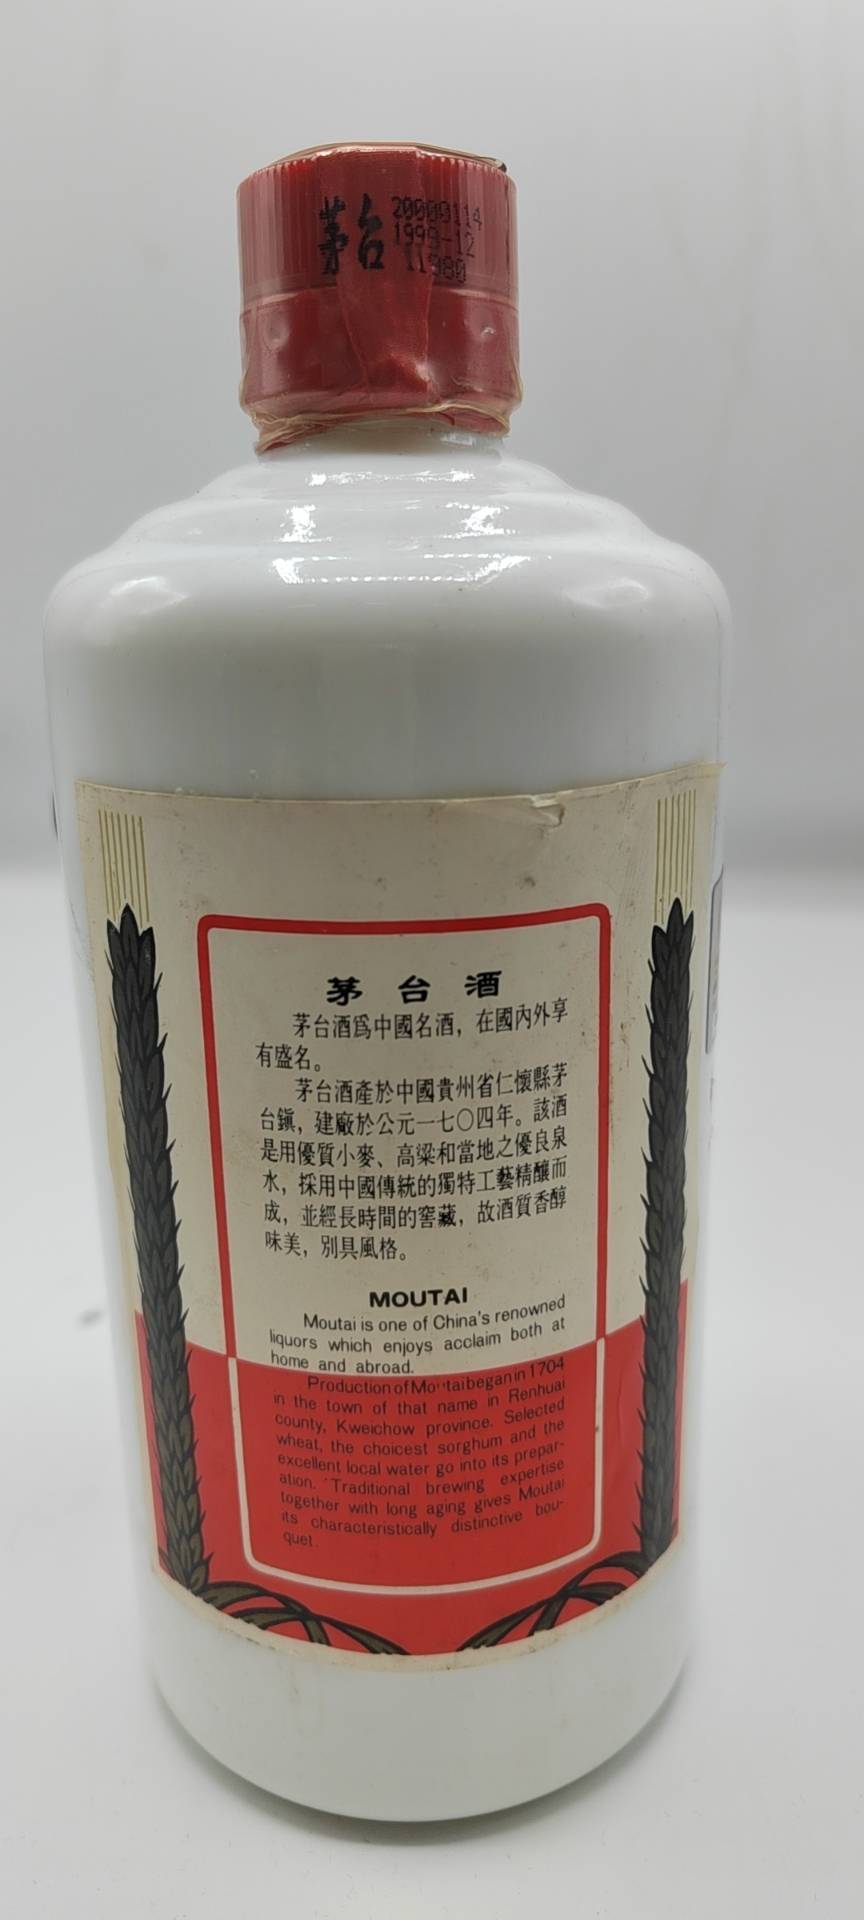 茅台
20000114
1999-12
11980
茅台酒
茅台酒爲中國名酒，在國內外享
有盛名。
茅台酒產於中國貴州省仁懷縣茅
台鎭，建廠於公元一七〇四年。該酒
是用優質小麥、高粱和當地之優良泉
水，採用中國傳統的獨特工藝精釀而
成，並經長時間的窖藏，故酒質香醇
味美，別具風格。
MOUTAI
Moutai is one of China's renowned
liquors which enjoys acclaim both at
home and abroad.
Production of Moutai began in 1704
in the town of that name in Renhuai
county, Kweichow province. Selected
wheat, the choicest sorghum and the
excellent local water go into its prepar-
ation. Traditional brewing expertise
together with long aging gives Moutai
its characteristically distinctive bou-
quet.